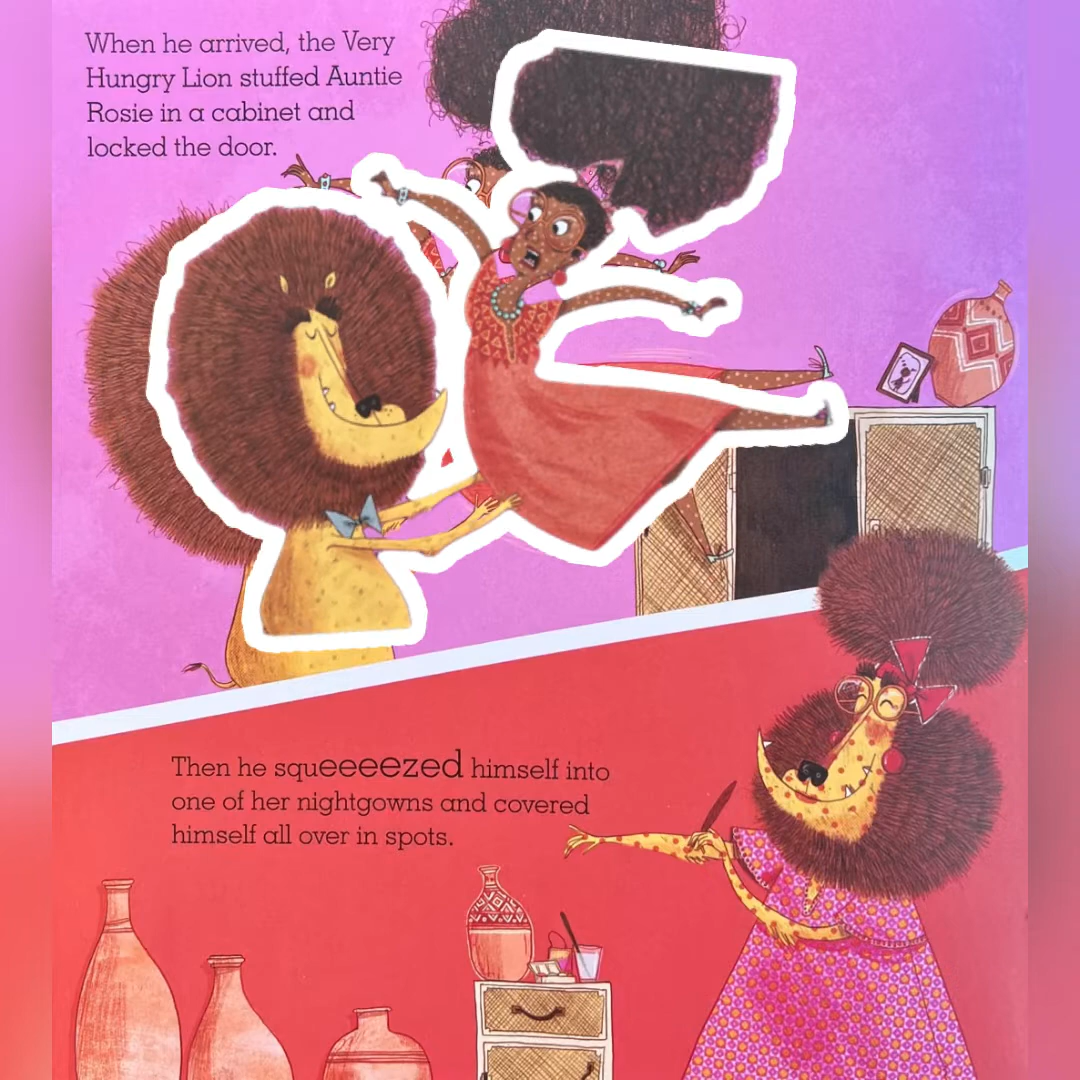 When he arrived, the Very
Hungry Lion stuffed Auntie
Rosie in a cabinet and
locked the door.
Then he squeeeezed himself into
one of her nightgowns and covered
himself all over in spots.